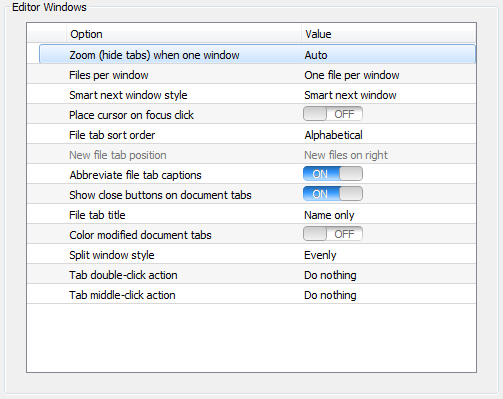 Editor Windows
Option Value
Zoom (hide tabs) when one window Auto
Files per window One file per window
Smart next window style Smart next window
Place cursor on focus click OFF
File tab sort order Alphabetical
New file tab position New files on right
Abbreviate file tab captions ON
Show close buttons on document tabs ON
File tab title Name only
Color modified document tabs OFF
Split window style Evenly
Tab double-click action Do nothing
Tab middle-click action Do nothing